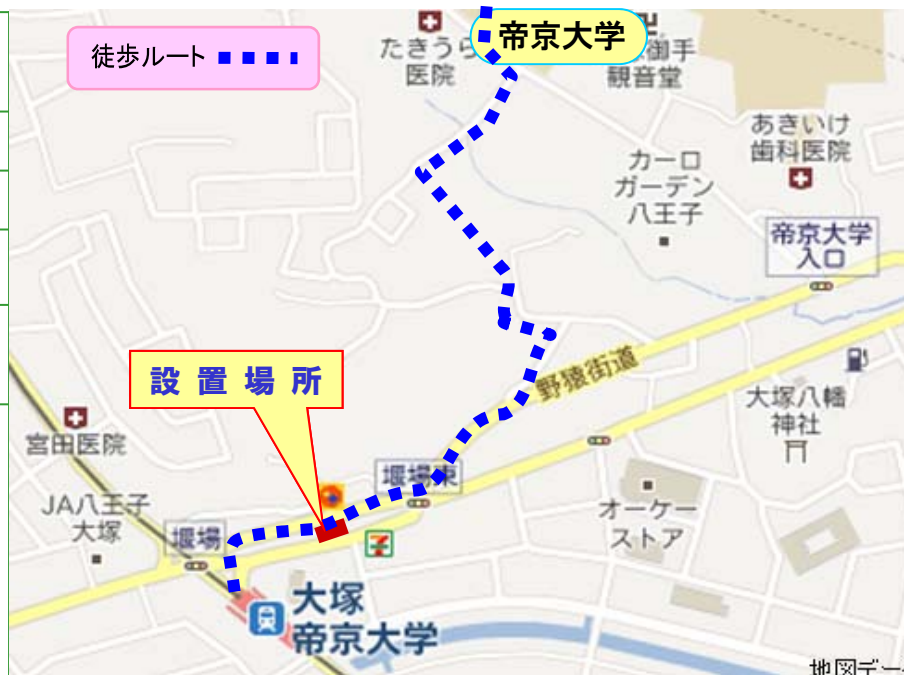 徒歩ルート
たきうら
医院
帝京大学
御手
観音堂
あきいけ
歯科医院
カーロ
ガーデン
八王子
帝京大学
入口
設置場所
野猿街道
大塚八幡
神社
宮田医院
堰場東
JA八王子
大塚
堰場
オーケー
ストア
7
大塚
帝京大学
地図デー